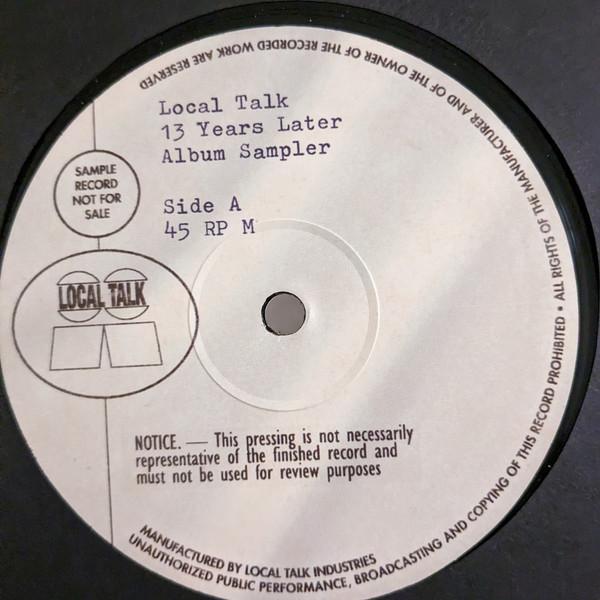 Local Talk
13 Years Later
Album Sampler
Side A
45 RP M
SAMPLE
RECORD
NOT FOR
SALE
LOCAL TALK
NOTICE. — This pressing is not necessarily
representative of the finished record and
must not be used for review purposes
MANUFACTURED BY LOCAL TALK INDUSTRIES
UNAUTHORIZED PUBLIC PERFORMANCE, BROADCASTING AND COPYING OF THIS RECORD PROHIBITED • ALL RIGHTS OF THE MANUFACTURER AND OF THE OWNER OF THE RECORDED WORK ARE RESERVED